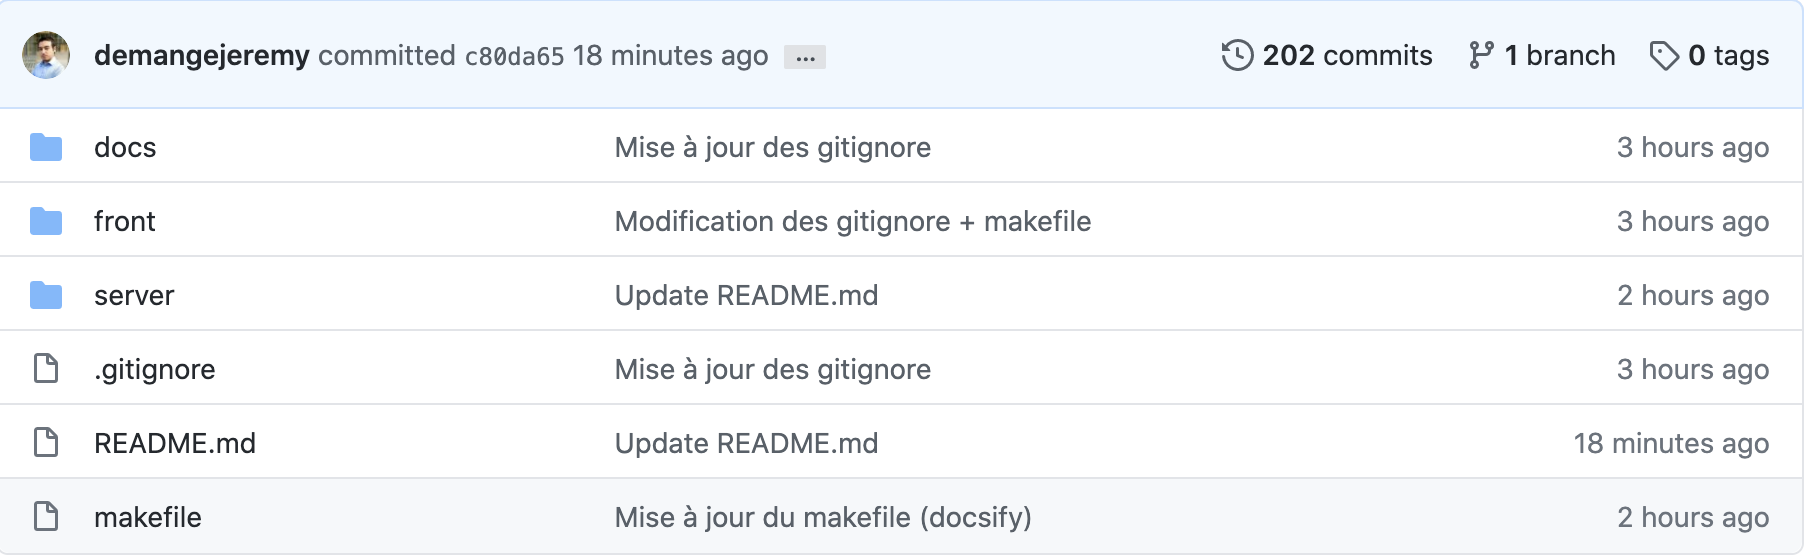 demangejeremy committed c80da65 18 minutes ago ... 202 commits 1 branch 0 tags
docs Mise à jour des gitignore 3 hours ago
front Modification des gitignore + makefile 3 hours ago
server Update README.md 2 hours ago
.gitignore Mise à jour des gitignore 3 hours ago
README.md Update README.md 18 minutes ago
makefile Mise à jour du makefile (docsify) 2 hours ago